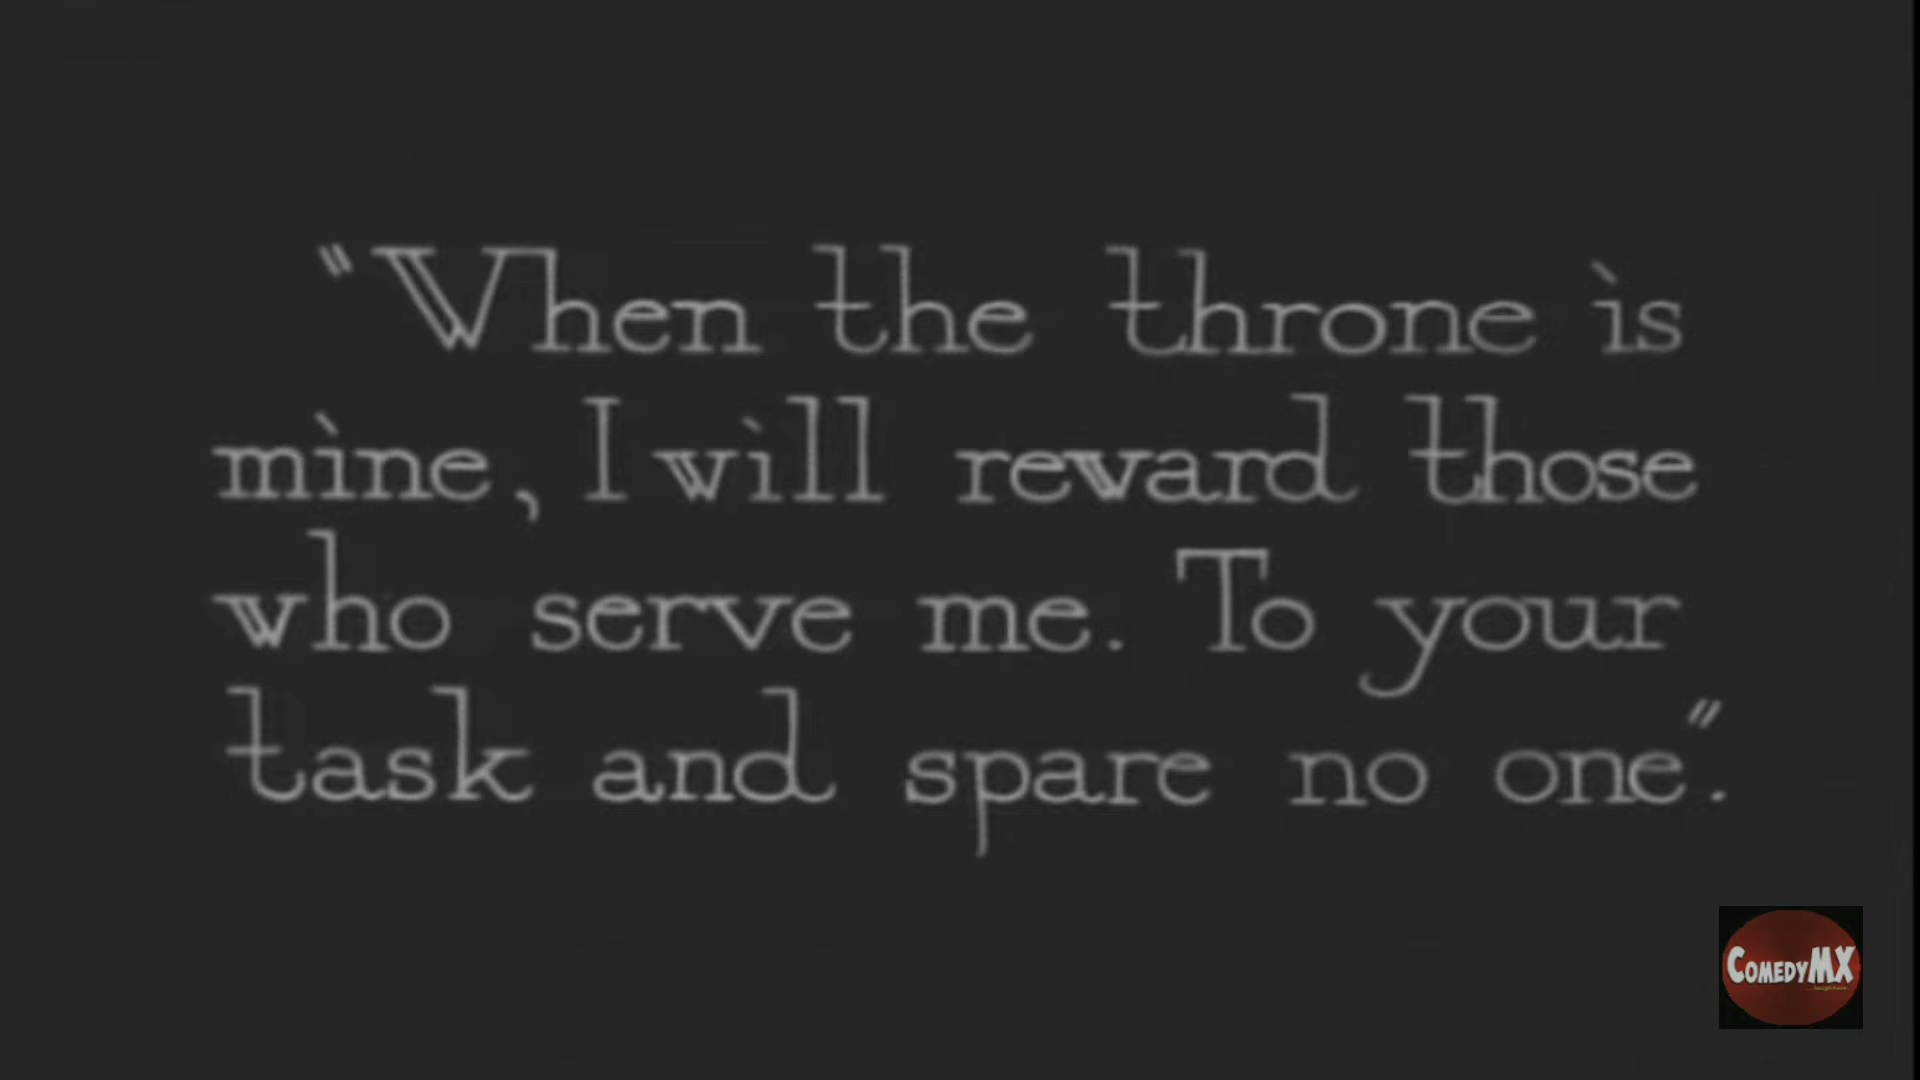 "When the throne is
mine, I will reward those
who serve me. To your
task and spare no one".
COMEDYMX